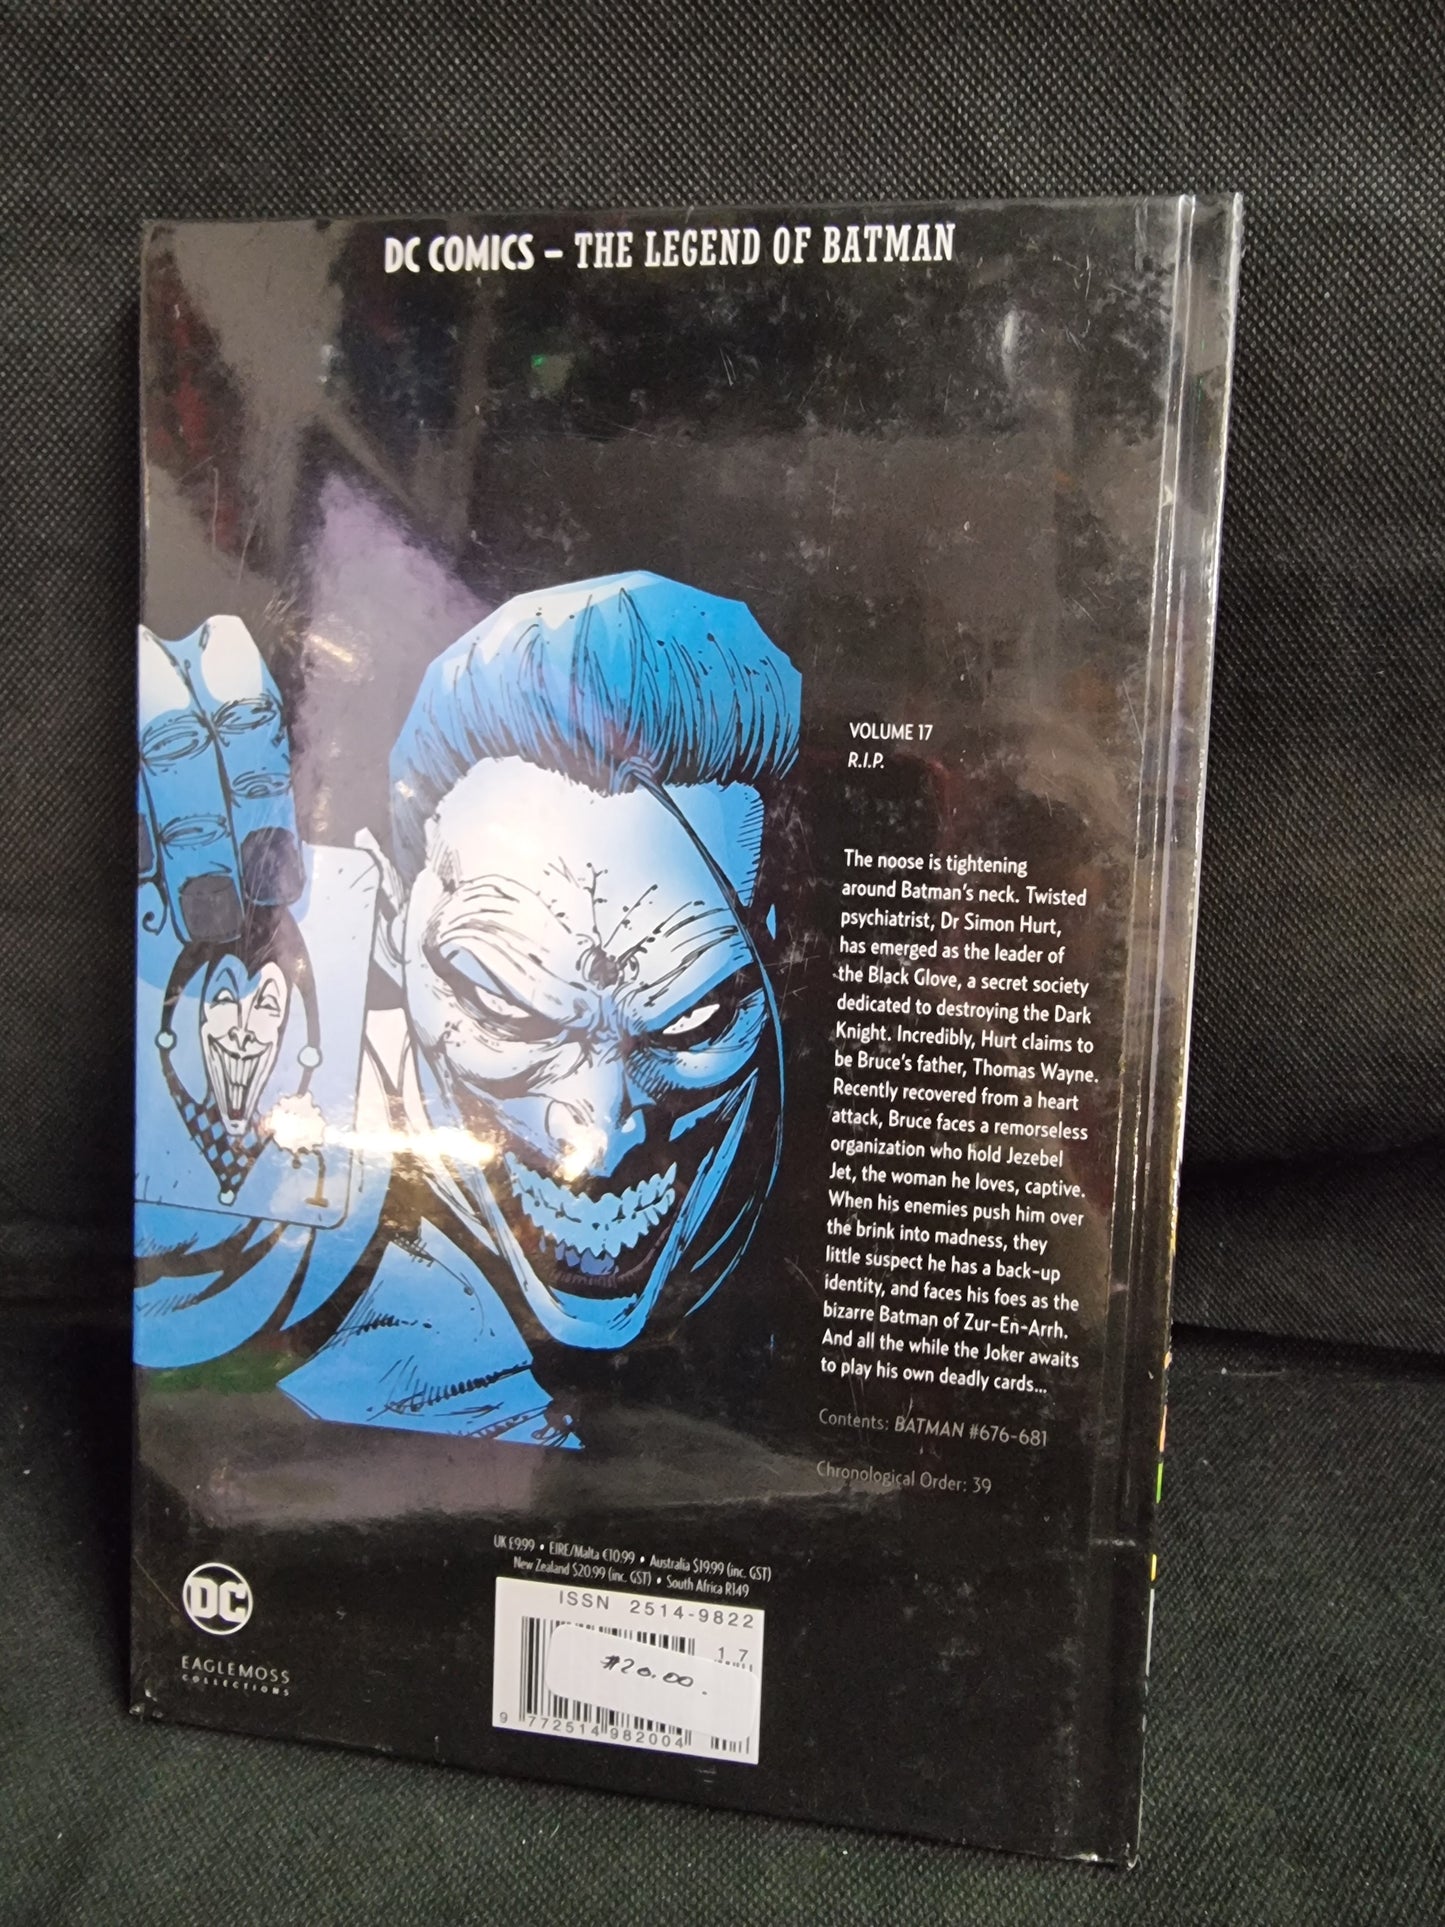 DC COMICS – THE LEGEND OF BATMAN
VOLUME 17
R.I.P.
The noose is tightening
around Batman's neck. Twisted
psychiatrist, Dr Simon Hurt,
has emerged as the leader of
the Black Glove, a secret society
dedicated to destroying the Dark
Knight. Incredibly, Hurt claims to
be Bruce's father, Thomas Wayne.
Recently recovered from a heart
attack, Bruce faces a remorseless
organization who hold Jezebel
Jet, the woman he loves, captive.
When his enemies push him over
the brink into madness, they
little suspect he has a back-up
identity, and faces his foes as the
bizarre Batman of Zur-En-Arrh.
And all the while the Joker awaits
to play his own deadly cards...
Contents: BATMAN #676-681
Chronological Order: 39
UK £9.99 • EIRE/Malta €10.99 • Australia $19.99 (inc. GST)
New Zealand $20.99 (inc. GST) • South Africa R149
ISSN 2514-9822
17
$20.00.
9 772514 982004
DC
EAGLEMOSS
COLLECTIONS